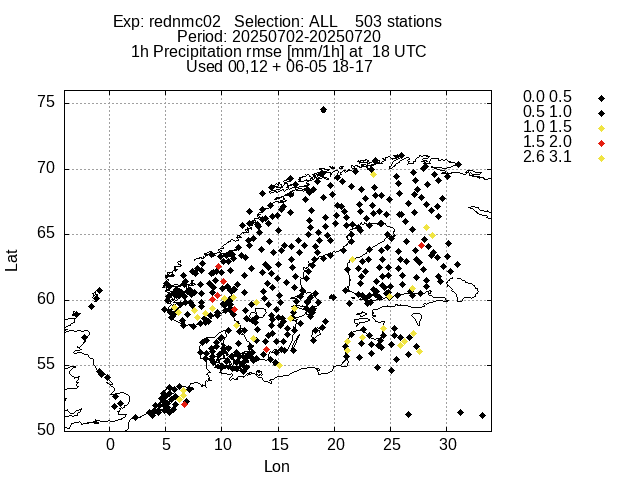 Exp: rednmc02   Selection: ALL    503 stations
Period: 20250702-20250720
1h Precipitation rmse [mm/1h] at  18 UTC
Used 00,12 + 06-05 18-17
0.0 0.5
0.5 1.0
1.0 1.5
1.5 2.0
2.6 3.1
75
70
65
60
55
50
Lat
0 5 10 15 20 25 30
Lon